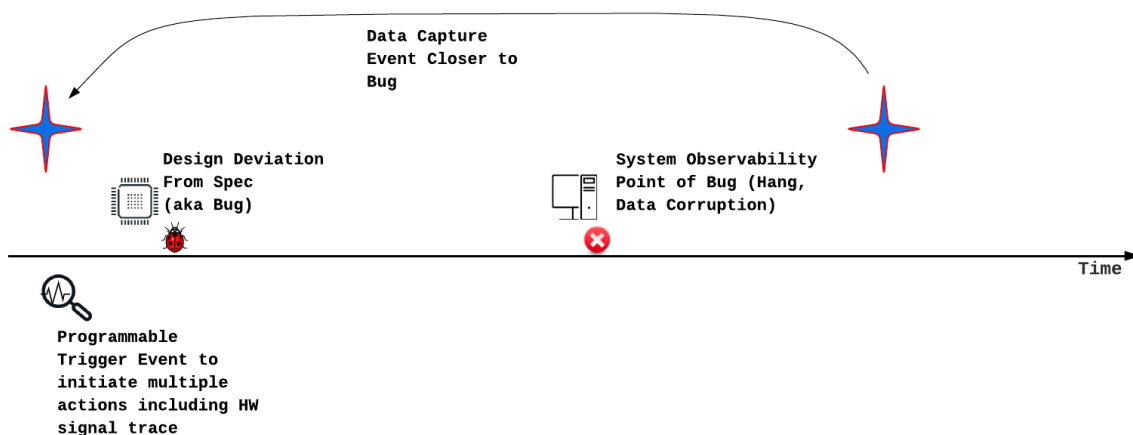 Data Capture
Event Closer to
Bug
Design Deviation
From Spec
(aka Bug)
System Observability
Point of Bug (Hang,
Data Corruption)
Time
Programmable
Trigger Event to
initiate multiple
actions including HW
signal trace